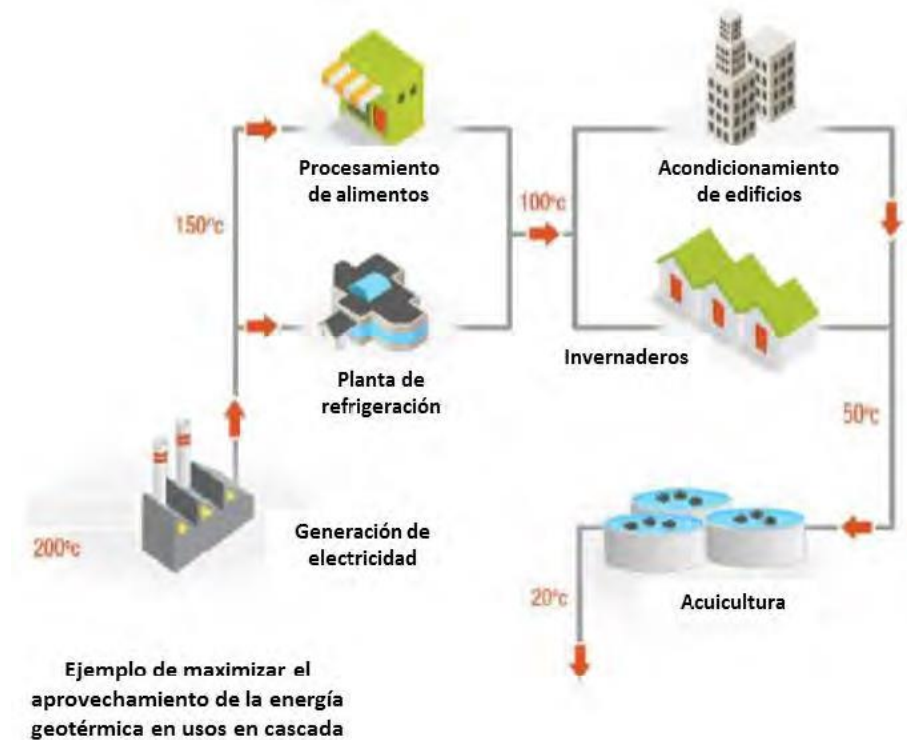 Procesamiento
de alimentos
Acondicionamiento
de edificios
150°c
100°c
Planta de
refrigeración
Invernaderos
50°c
200°c
Generación de
electricidad
20°c
Acuicultura
Ejemplo de maximizar el
aprovechamiento de la energía
geotérmica en usos en cascada